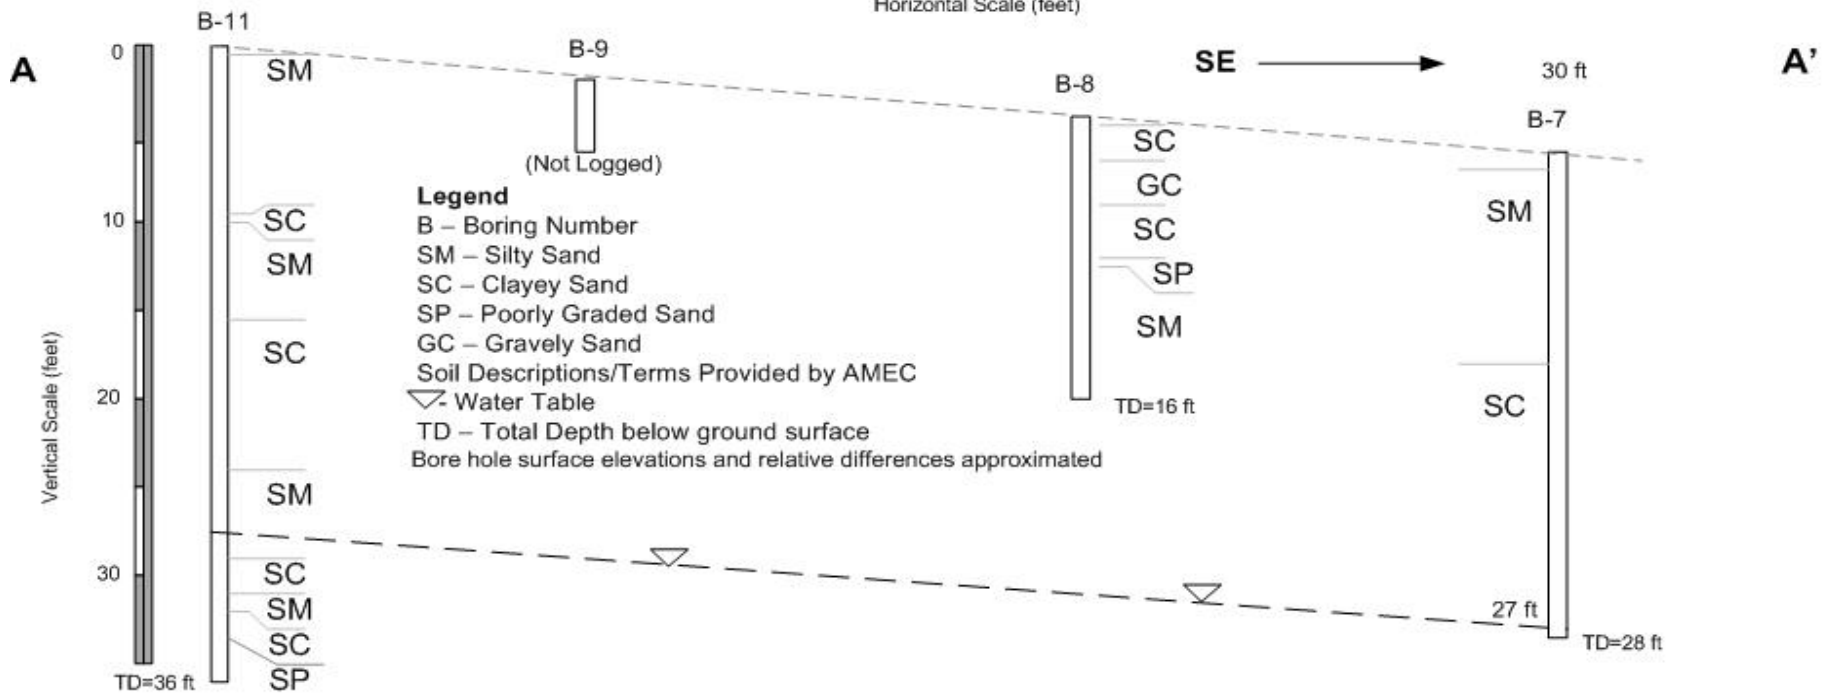 Horizontal Scale (feet)
B-11
A
0
SM
B-9
SE
30 ft
A’
B-8
B-7
(Not Logged)
SC
GC
SC
SP
SM
TD=16 ft
SM
SC
10
SC
SM
SC
20
SM
30
SC
SM
SC
SP
TD=36 ft
Vertical Scale (feet)
Legend
B – Boring Number
SM – Silty Sand
SC – Clayey Sand
SP – Poorly Graded Sand
GC – Gravely Sand
Soil Descriptions/Terms Provided by AMEC
- Water Table
TD – Total Depth below ground surface
Bore hole surface elevations and relative differences approximated
27 ft
TD=28 ft